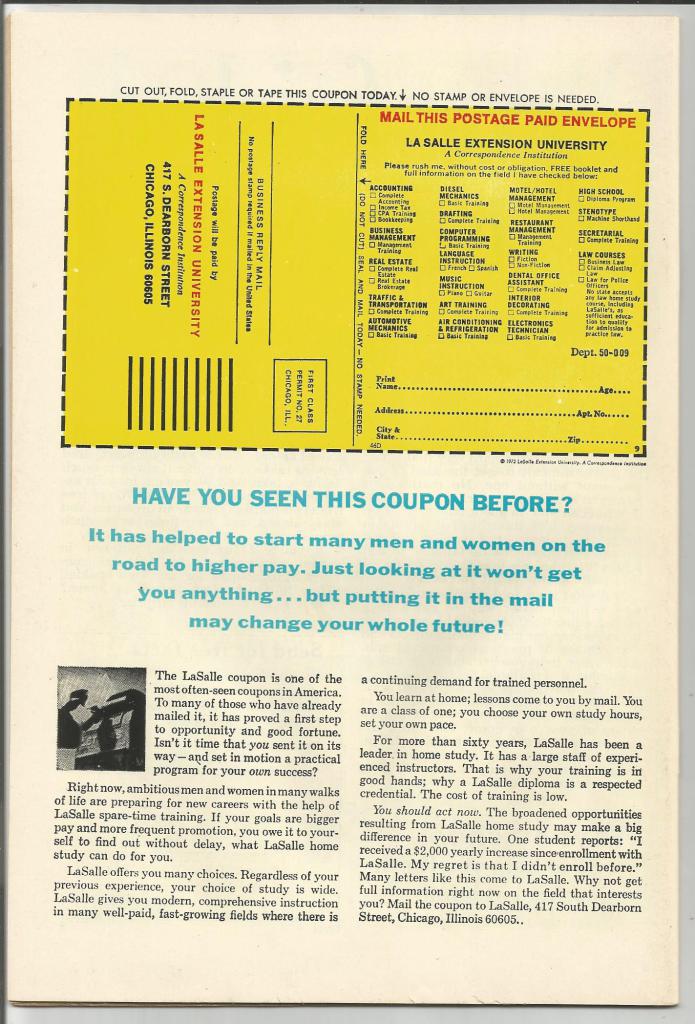 CUT OUT, FOLD, STAPLE OR TAPE THIS COUPON TODAY. ↓ NO STAMP OR ENVELOPE IS NEEDED.
LA SALLE EXTENSION UNIVERSITY
A Correspondence Institution
417 S. DEARBORN STREET
CHICAGO, ILLINOIS 60605
Postage will be paid by
BUSINESS REPLY MAIL
No postage stamp required if mailed in the United States
FIRST CLASS
PERMIT NO. 27
CHICAGO, ILL.
FOLD HERE ↓ (DO NOT CUT) SEAL AND MAIL TODAY—NO STAMP NEEDED.
MAIL THIS POSTAGE PAID ENVELOPE
LA SALLE EXTENSION UNIVERSITY
A Correspondence Institution
Please rush me, without cost or obligation, FREE booklet and
full information on the field I have checked below:
ACCOUNTING
☐ Complete
Accounting
☐ Income Tax
☐ CPA Training
☐ Bookkeeping
BUSINESS
MANAGEMENT
☐ Management
Training
REAL ESTATE
☐ Complete Real
Estate
☐ Real Estate
Brokerage
TRAFFIC &
TRANSPORTATION
☐ Complete Training
AUTOMOTIVE
MECHANICS
☐ Basic Training
DIESEL
MECHANICS
☐ Basic Training
DRAFTING
☐ Complete Training
COMPUTER
PROGRAMMING
☐ Basic Training
LANGUAGE
INSTRUCTION
☐ French ☐ Spanish
MUSIC
INSTRUCTION
☐ Piano ☐ Guitar
ART TRAINING
☐ Complete Training
AIR CONDITIONING
& REFRIGERATION
☐ Basic Training
MOTEL/HOTEL
MANAGEMENT
☐ Motel Management
☐ Hotel Management
RESTAURANT
MANAGEMENT
☐ Management
Training
WRITING
☐ Fiction
☐ Non-Fiction
DENTAL OFFICE
ASSISTANT
☐ Complete Training
INTERIOR
DECORATING
☐ Complete Training
ELECTRONICS
TECHNICIAN
☐ Basic Training
HIGH SCHOOL
☐ Diploma Program
STENOTYPE
☐ Machine Shorthand
SECRETARIAL
☐ Complete Training
LAW COURSES
☐ Business Law
☐ Claim Adjusting
Law
☐ Law for Police
Officers
No state accepts
any law home study
course, including
LaSalle's, as
sufficient educa-
tion to qualify
for admission to
practice law.
Dept. 50-009
Print
Name.......... Age....
Address.......... Apt. No......
City &
State.......... Zip..........
46D
9
© 1972 LaSalle Extension University, A Correspondence Institution
HAVE YOU SEEN THIS COUPON BEFORE?
It has helped to start many men and women on the
road to higher pay. Just looking at it won't get
you anything...but putting it in the mail
may change your whole future!
The LaSalle coupon is one of the
most often-seen coupons in America.
To many of those who have already
mailed it, it has proved a first step
to opportunity and good fortune.
Isn't it time that you sent it on its
way—and set in motion a practical
program for your own success?
Right now, ambitious men and women in many walks
of life are preparing for new careers with the help of
LaSalle spare-time training. If your goals are bigger
pay and more frequent promotion, you owe it to your-
self to find out without delay, what LaSalle home
study can do for you.
LaSalle offers you many choices. Regardless of your
previous experience, your choice of study is wide.
LaSalle gives you modern, comprehensive instruction
in many well-paid, fast-growing fields where there is
a continuing demand for trained personnel.
You learn at home; lessons come to you by mail. You
are a class of one; you choose your own study hours,
set your own pace.
For more than sixty years, LaSalle has been a
leader in home study. It has a large staff of experi-
enced instructors. That is why your training is in
good hands; why a LaSalle diploma is a respected
credential. The cost of training is low.
You should act now. The broadened opportunities
resulting from LaSalle home study may make a big
difference in your future. One student reports: “I
received a $2,000 yearly increase since enrollment with
LaSalle. My regret is that I didn't enroll before.”
Many letters like this come to LaSalle. Why not get
full information right now on the field that interests
you? Mail the coupon to LaSalle, 417 South Dearborn
Street, Chicago, Illinois 60605..